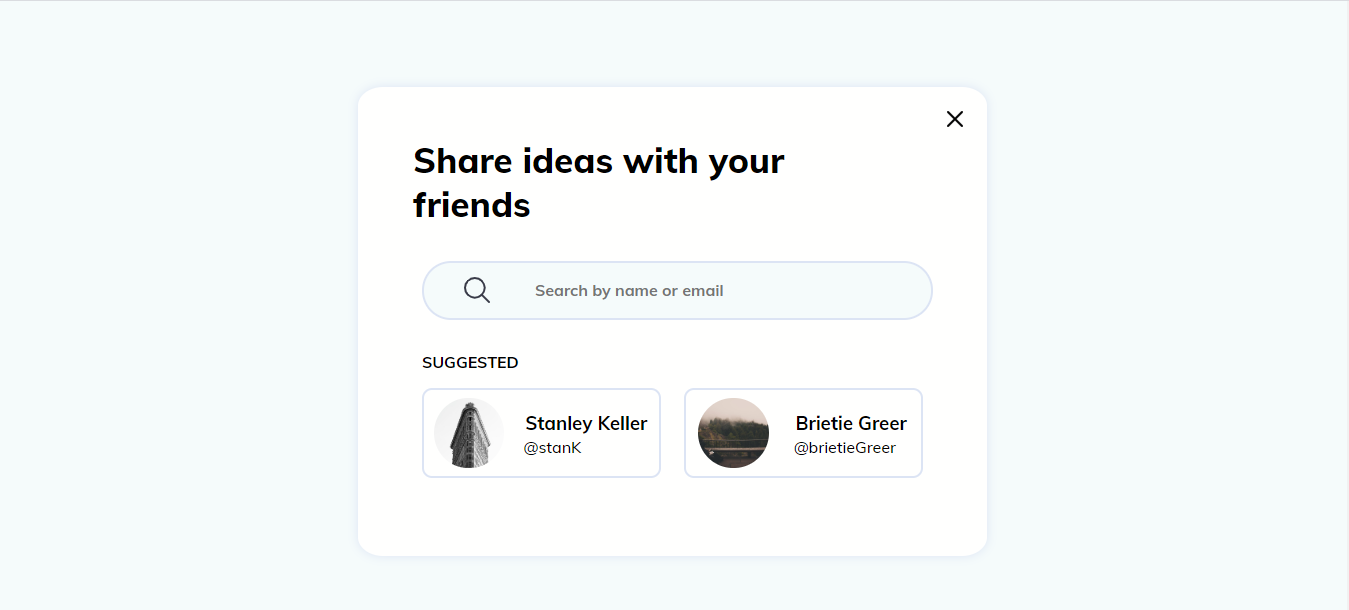 Share ideas with your
friends
Search by name or email
SUGGESTED
Stanley Keller
@stanK
Brietie Greer
@brietieGreer